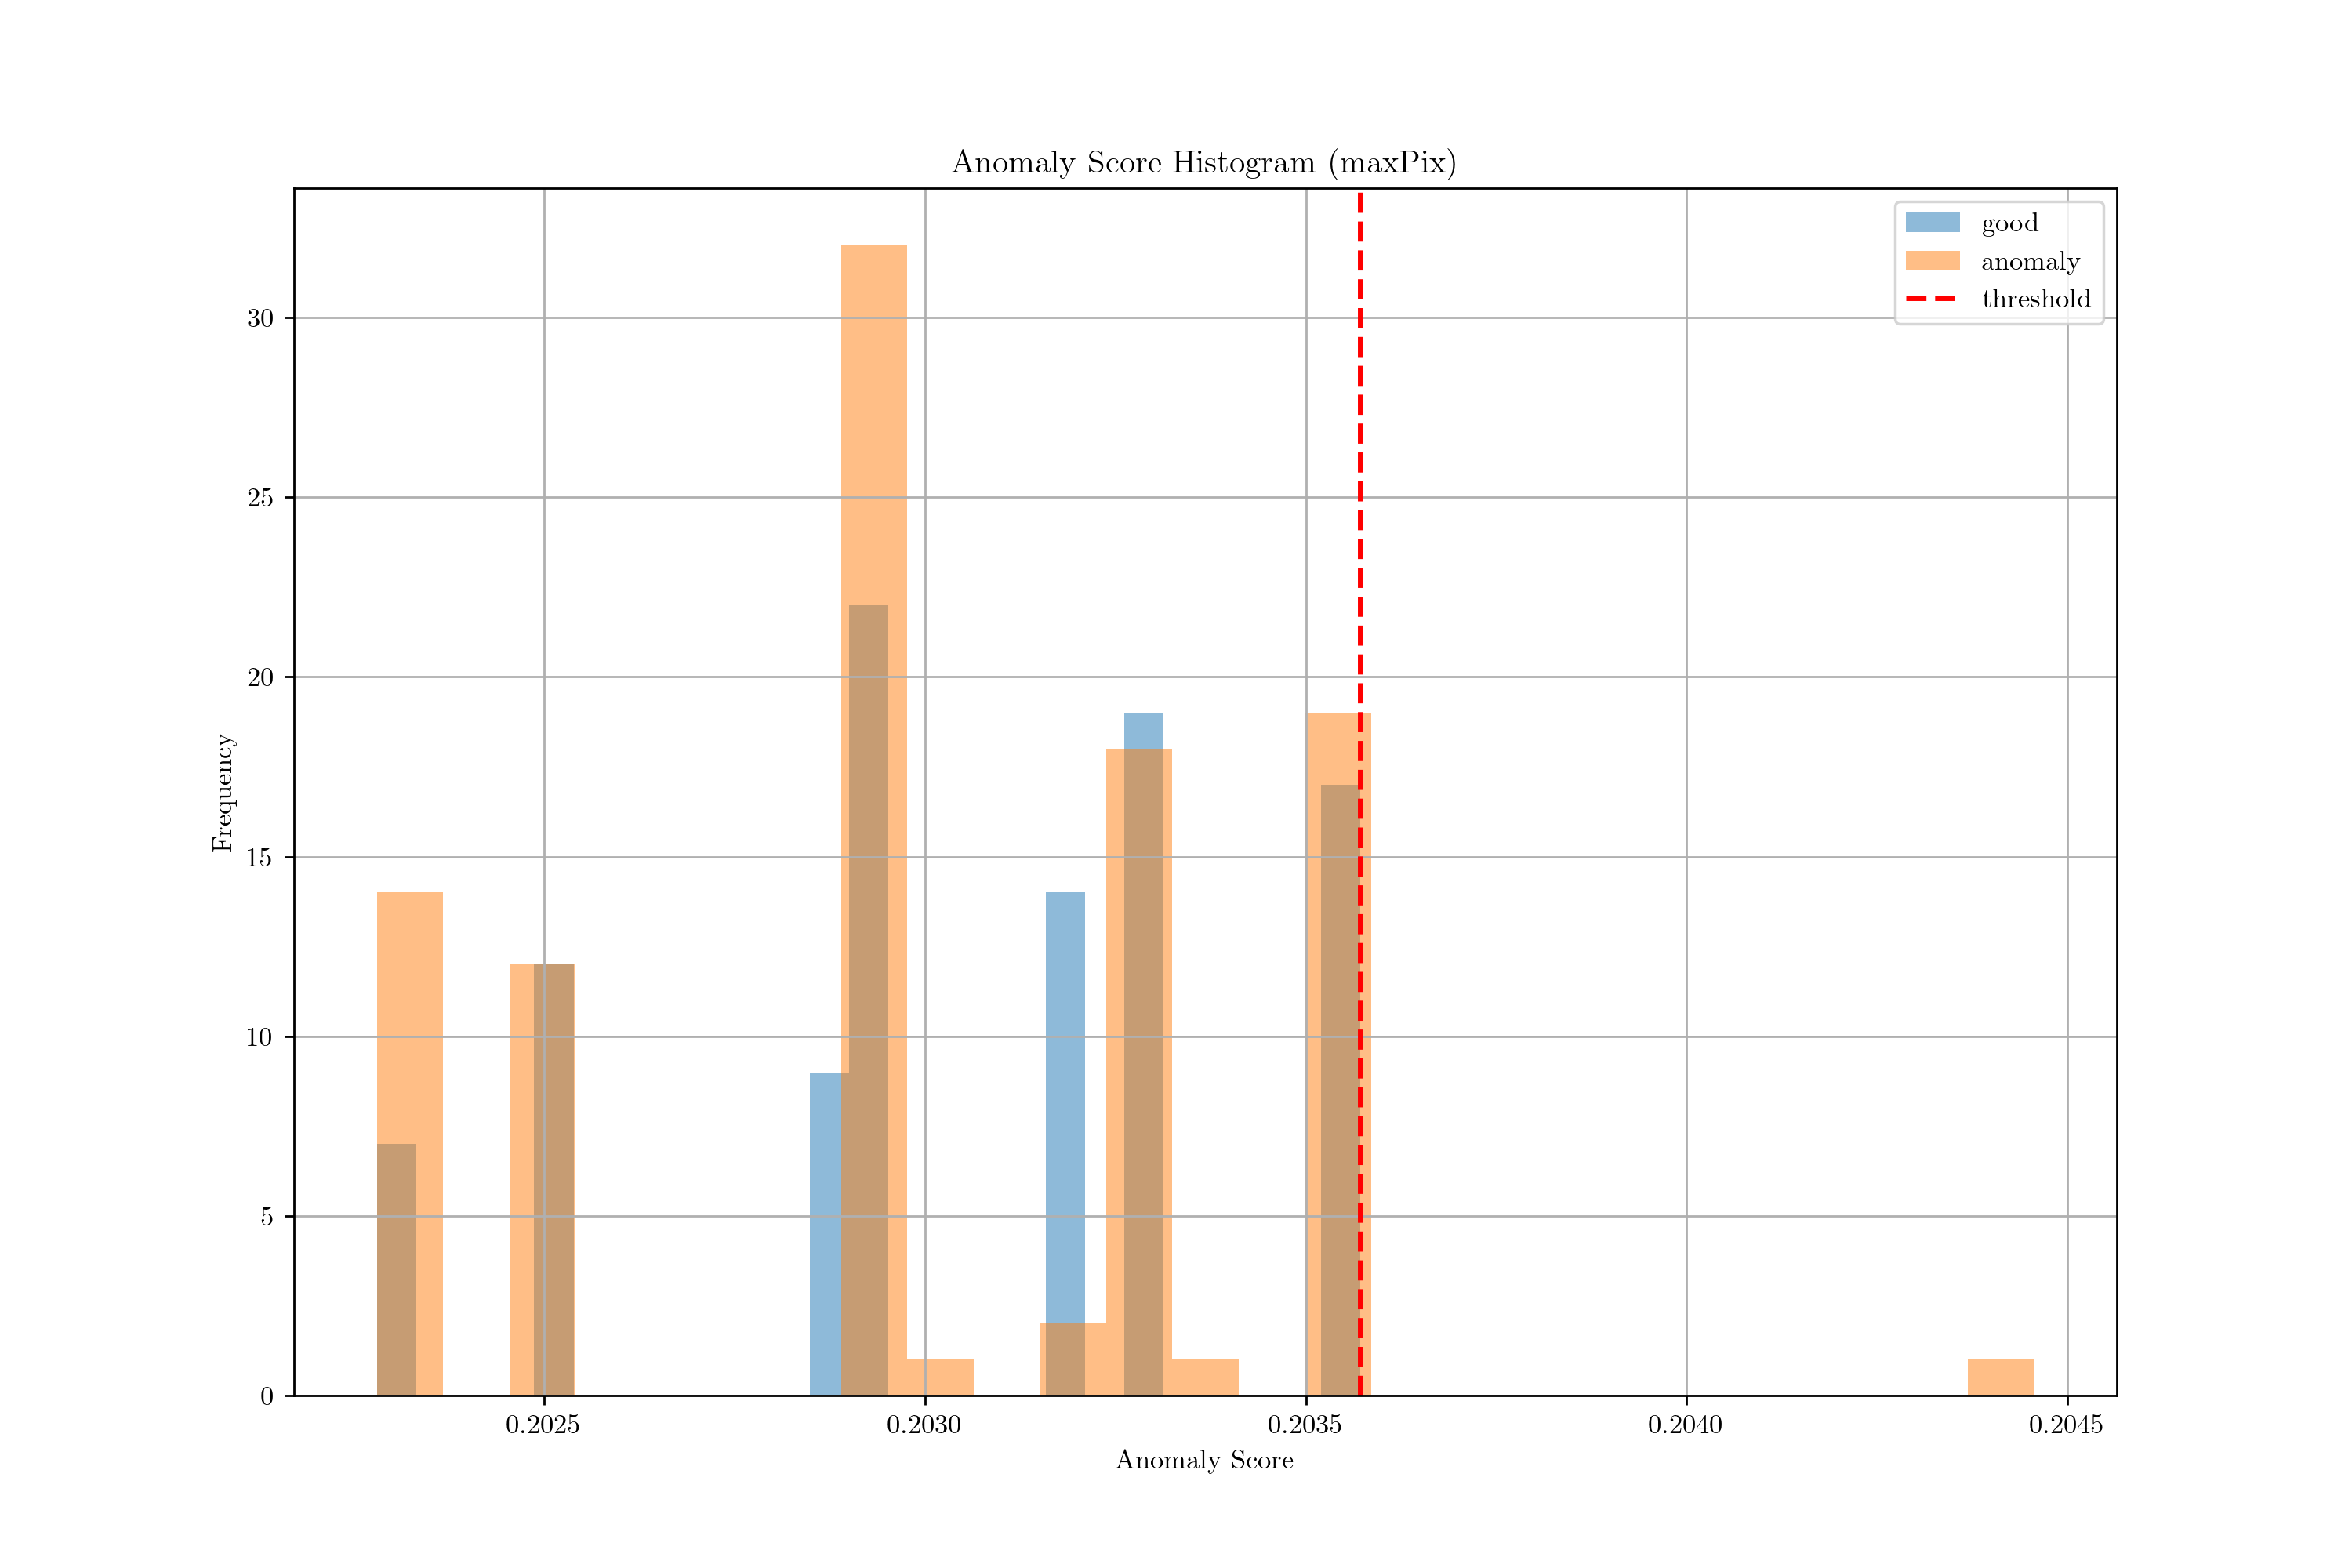 Anomaly Score Histogram (maxPix)
good
anomaly
threshold
30
25
20
15
10
5
0
Frequency
0.2025 0.2030 0.2035 0.2040 0.2045
Anomaly Score